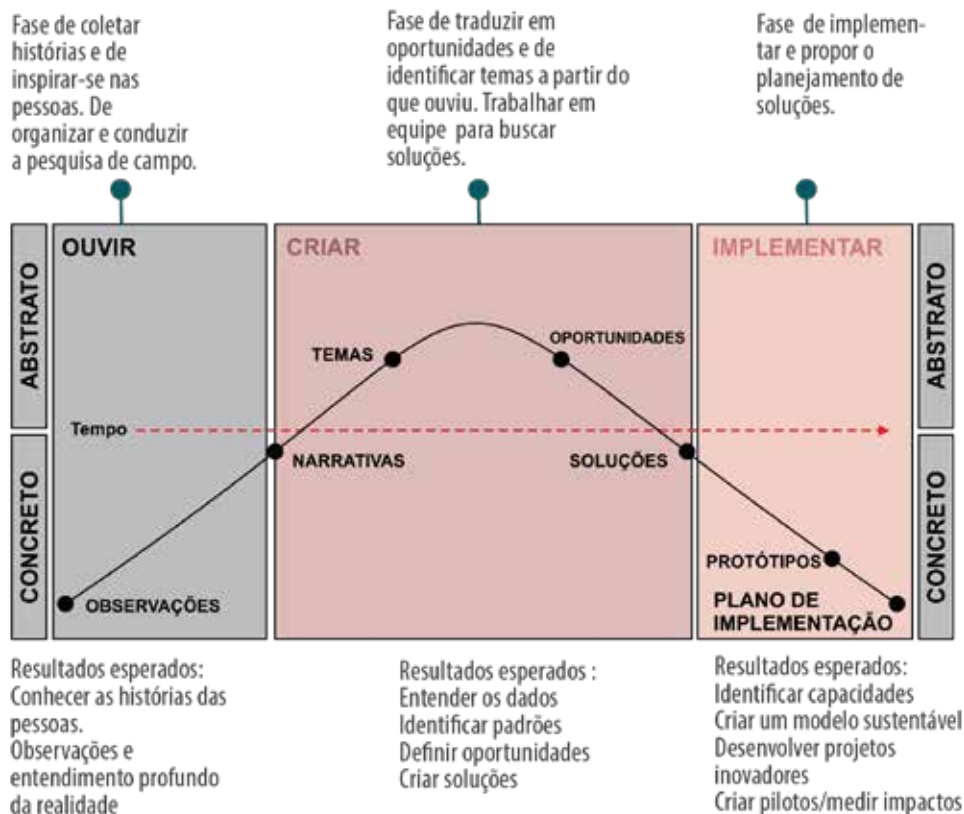 Fase de coletar
histórias e de
inspirar-se nas
pessoas. De
organizar e conduzir
a pesquisa de campo.
Fase de traduzir em
oportunidades e de
identificar temas a partir do
que ouviu. Trabalhar em
equipe para buscar
soluções.
Fase de implemen-
tar e propor o
planejamento de
soluções.
ABSTRATO
CONCRETO
OUVIR
CRIAR
IMPLEMENTAR
TEMAS
OPORTUNIDADES
Tempo
NARRATIVAS
SOLUÇÕES
OBSERVAÇÕES
PROTÓTIPOS
PLANO DE
IMPLEMENTAÇÃO
ABSTRATO
CONCRETO
Resultados esperados:
Conhecer as histórias das
pessoas.
Observações e
entendimento profundo
da realidade
Resultados esperados :
Entender os dados
Identificar padrões
Definir oportunidades
Criar soluções
Resultados esperados:
Identificar capacidades
Criar um modelo sustentável
Desenvolver projetos
inovadores
Criar pilotos/medir impactos